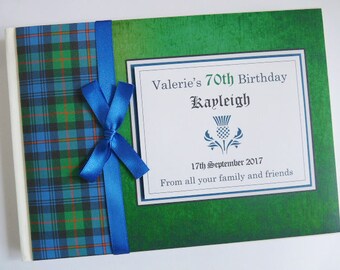 Valerie's 70th Birthday
Kayleigh
17th September 2017
From all your family and friends